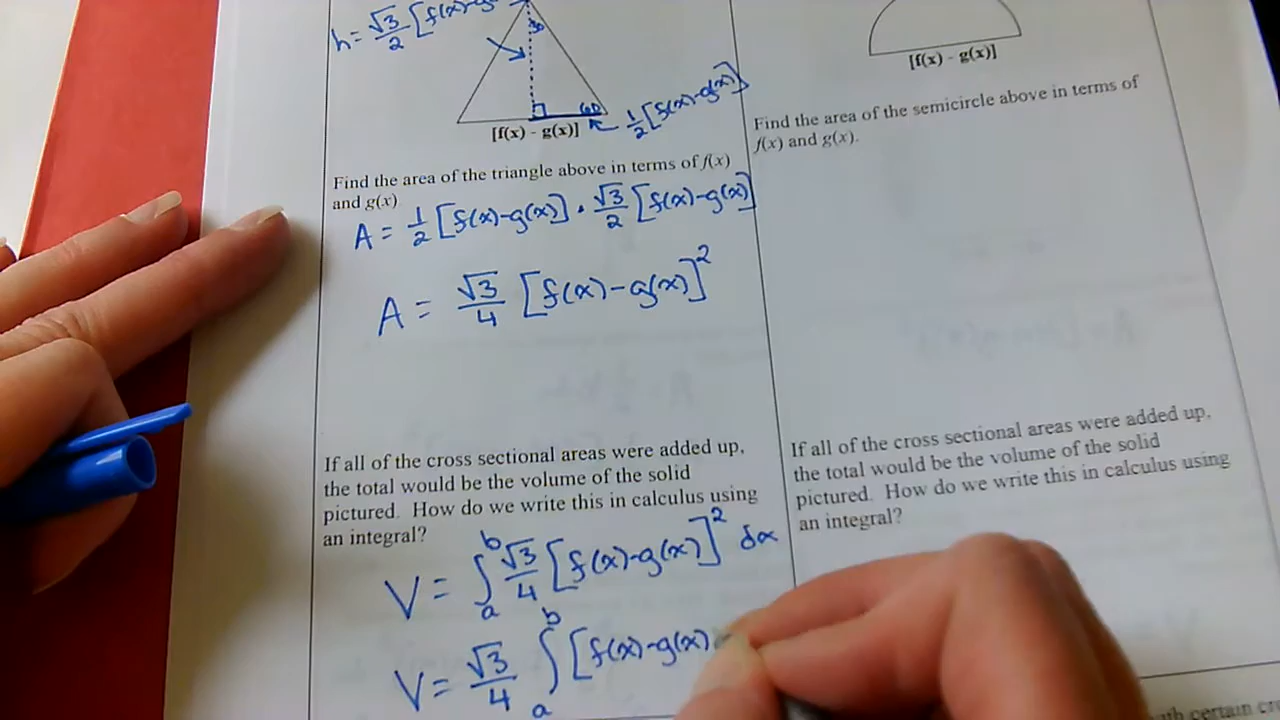 h = √3/2 [f(x)-g
30
60
[f(x) - g(x)]
1/2 [f(x)-g(x)]
Find the area of the triangle above in terms of f(x)
and g(x)
A = 1/2 [f(x)-g(x)] • √3/2 [f(x)-g(x)]
A = √3/4 [f(x)-g(x)]²
If all of the cross sectional areas were added up,
the total would be the volume of the solid
pictured. How do we write this in calculus using
an integral?
V = ∫ₐᵇ √3/4 [f(x)-g(x)]² dx
V = √3/4 ∫ₐᵇ [f(x)-g(x)
[f(x) - g(x)]
Find the area of the semicircle above in terms of
f(x) and g(x).
If all of the cross sectional areas were added up,
the total would be the volume of the solid
pictured. How do we write this in calculus using
an integral?
with certain